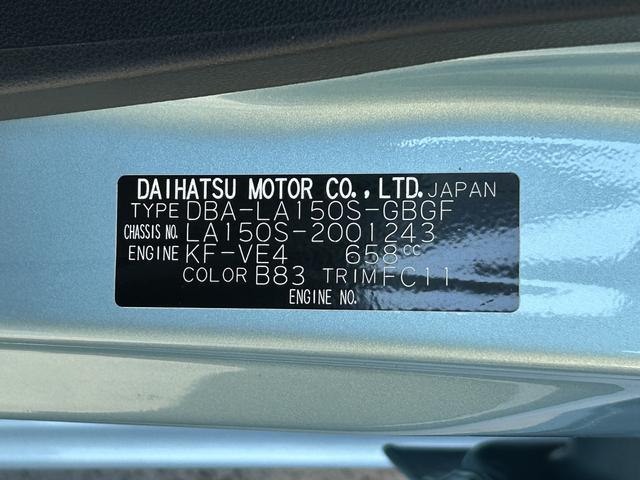 DAIHATSU MOTOR CO., LTD. JAPAN
TYPE DBA-LA150S-GBGF
CHASSIS NO. LA150S-2001243
ENGINE KF-VE4 658cc
COLOR B83 TRIM FC11
ENGINE NO.